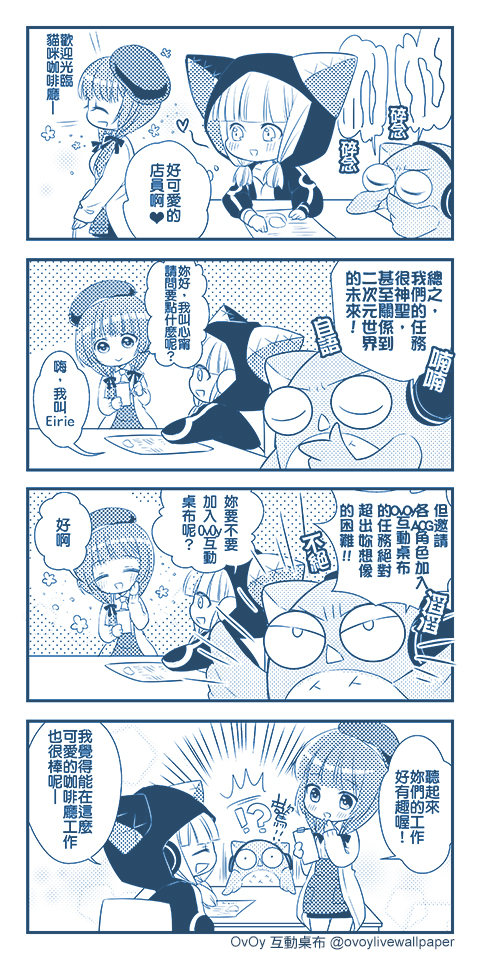 碎念
碎念
好可愛的
店員啊❤
歡迎光臨
貓咪咖啡廳—
總之,
我們的任務
很神聖,
甚至關係到
二次元世界
的未來!
喃喃
自語
妳好,我叫心甯
請問要點什麼呢?
嗨,我叫
Eirie
但邀請
各ACG角色加入
OvOy互動桌布
的任務絕對
超出妳想像
的困難!!
不絕
妳要不要
加入OvOy互動
桌布呢?
好啊
聽起來
妳們的工作
好有趣喔!
!?
我覺得能在這麼
可愛的咖啡廳工作
也很棒呢—
OvOy 互動桌布 @ovoylivewallpaper